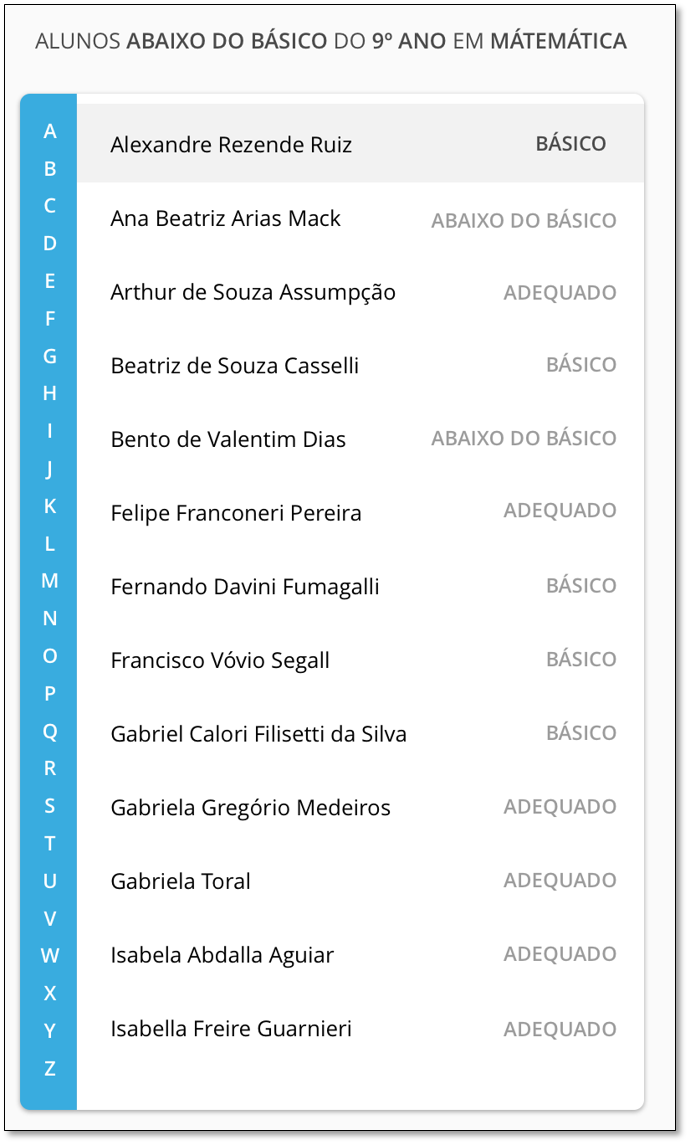 ALUNOS ABAIXO DO BÁSICO DO 9º ANO EM MÁTEMÁTICA
A
B
C
D
E
F
G
H
I
J
K
L
M
N
O
P
Q
R
S
T
U
V
W
X
Y
Z
Alexandre Rezende Ruiz BÁSICO
Ana Beatriz Arias Mack ABAIXO DO BÁSICO
Arthur de Souza Assumpção ADEQUADO
Beatriz de Souza Casselli BÁSICO
Bento de Valentim Dias ABAIXO DO BÁSICO
Felipe Franconeri Pereira ADEQUADO
Fernando Davini Fumagalli BÁSICO
Francisco Vóvio Segall BÁSICO
Gabriel Calori Filisetti da Silva BÁSICO
Gabriela Gregório Medeiros ADEQUADO
Gabriela Toral ADEQUADO
Isabela Abdalla Aguiar ADEQUADO
Isabella Freire Guarnieri ADEQUADO